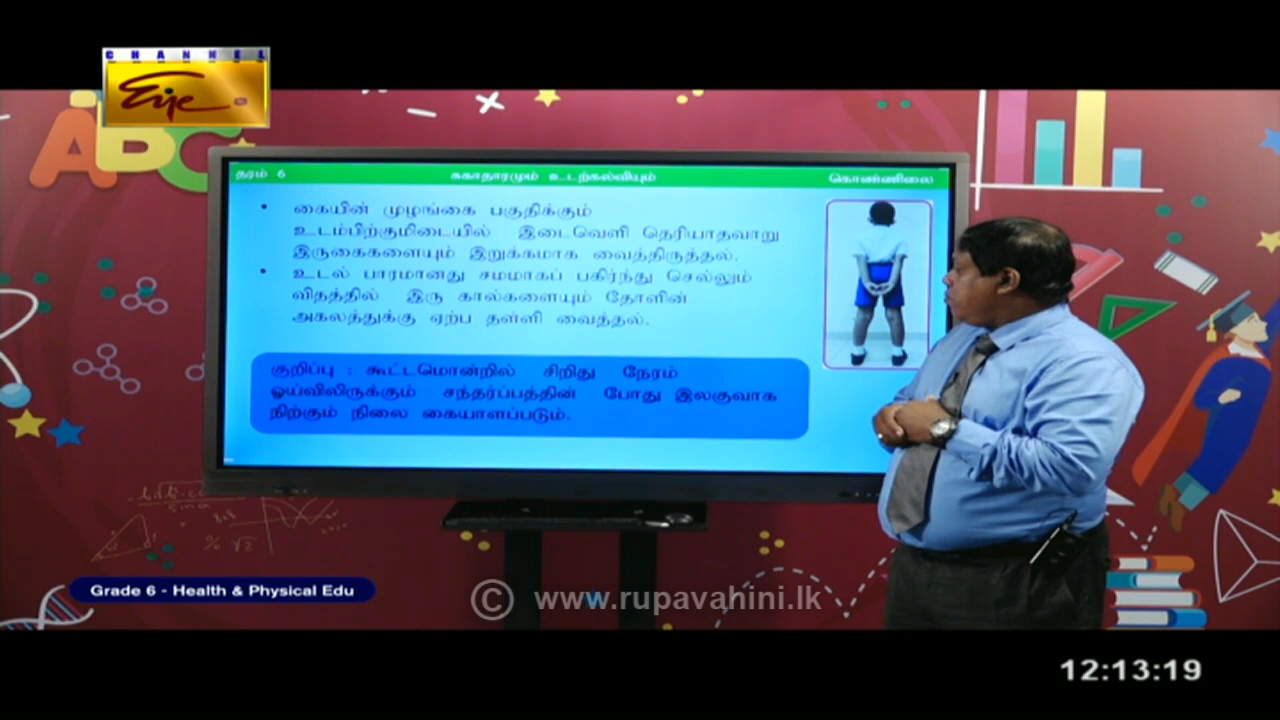 CHANNEL
Eye
ABC
தரம் 6 சுகாதாரமும் உடற்கல்வியும் கொண்ணிலை
• கையின் முழங்கை பகுதிக்கும்
உடம்பிற்குமிடையில் இடைவெளி தெரியாதவாறு
இருகைகளையும் இறுக்கமாக வைத்திருத்தல்.
• உடல் பாரமானது சமமாகப் பகிர்ந்து செல்லும்
விதத்தில் இரு கால்களையும் தோளின்
அகலத்துக்கு ஏற்ப தள்ளி வைத்தல்.
குறிப்பு : கூட்டமொன்றில் சிறிது நேரம்
ஓய்விலிருக்கும் சந்தர்ப்பத்தின் போது இலகுவாக
நிற்கும் நிலை கையாளப்படும்.
Grade 6 - Health & Physical Edu
© www.rupavahini.lk
12:13:19